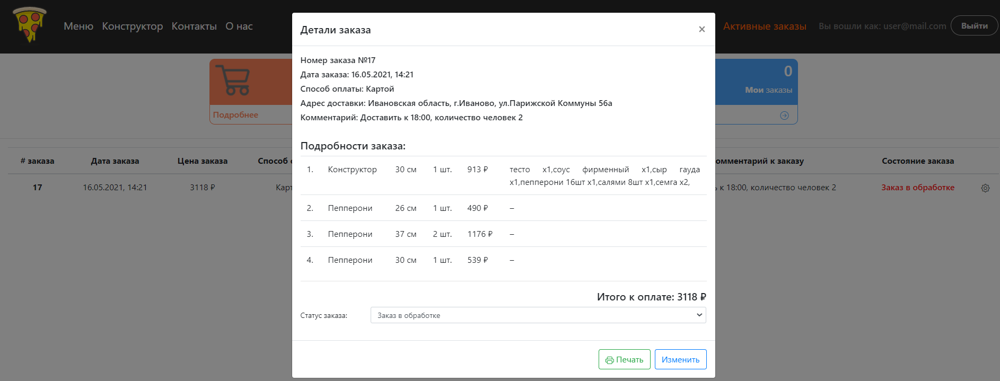 Меню Конструктор Контакты О нас
Активные заказы Вы вошли как: user@mail.com Выйти
Детали заказа ×
Номер заказа №17
Дата заказа: 16.05.2021, 14:21
Способ оплаты: Картой
Адрес доставки: Ивановская область, г.Иваново, ул.Парижской Коммуны 56а
Комментарий: Доставить к 18:00, количество человек 2
0
Мои заказы
Подробнее
Подробности заказа:
# заказа Дата заказа Цена заказа Способ омментарий к заказу Состояние заказа
1. Конструктор 30 см 1 шт. 913 ₽ тесто x1,соус фирменный x1,сыр гауда
x1,пепперони 16шт x1,салями 8шт x1,семга x2,
17 16.05.2021, 14:21 3118 ₽ Карт к 18:00, количество человек 2 Заказ в обработке
2. Пепперони 26 см 1 шт. 490 ₽ –
3. Пепперони 37 см 2 шт. 1176 ₽ –
4. Пепперони 30 см 1 шт. 539 ₽ –
Итого к оплате: 3118 ₽
Статус заказа: Заказ в обработке
Печать Изменить